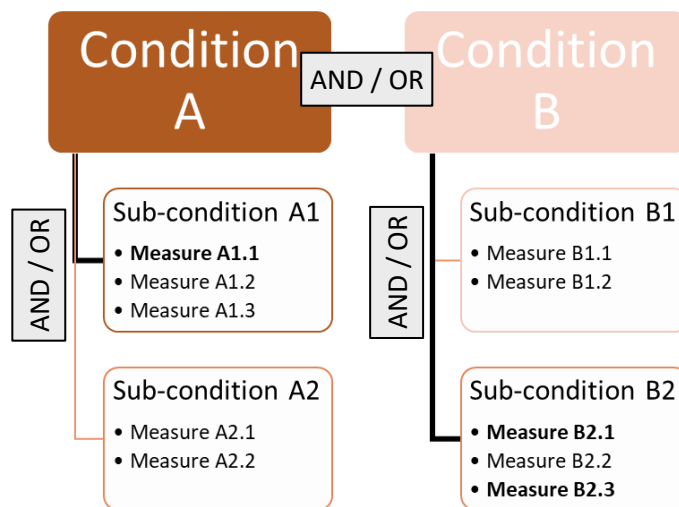 Condition
A
AND / OR
Condition
B
AND / OR
Sub-condition A1
• Measure A1.1
• Measure A1.2
• Measure A1.3
Sub-condition A2
• Measure A2.1
• Measure A2.2
AND / OR
Sub-condition B1
• Measure B1.1
• Measure B1.2
Sub-condition B2
• Measure B2.1
• Measure B2.2
• Measure B2.3